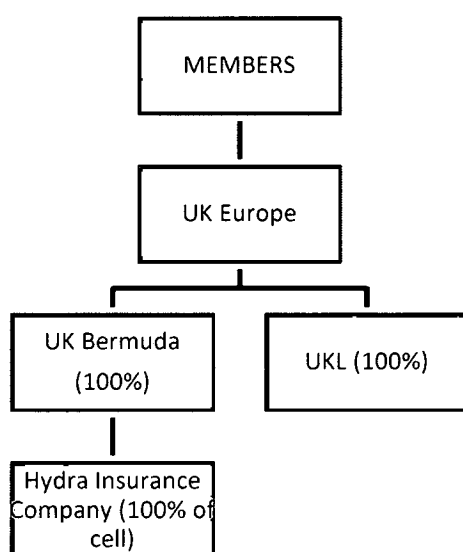 MEMBERS
UK Europe
UK Bermuda
(100%)
UKL (100%)
Hydra Insurance
Company (100% of
cell)